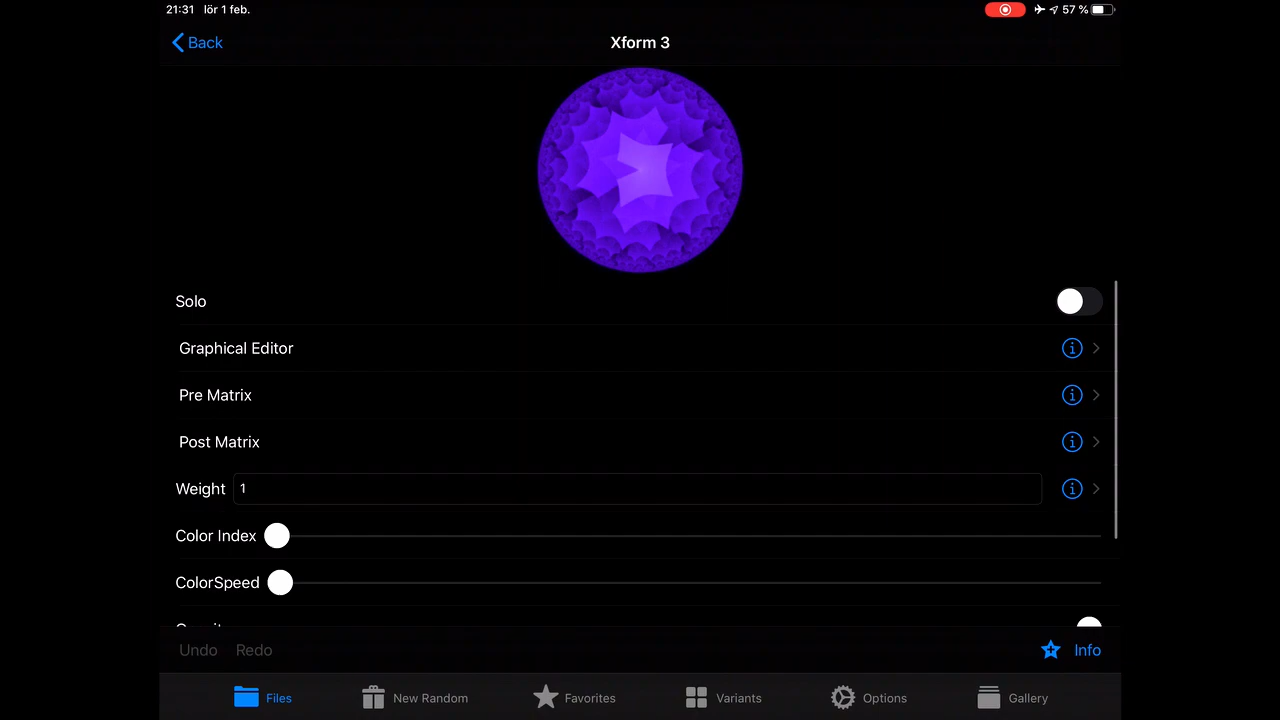 21:31 lör 1 feb. 57 %
Back Xform 3
Solo
Graphical Editor
Pre Matrix
Post Matrix
Weight 1
Color Index
ColorSpeed
Undo Redo Info
Files New Random Favorites Variants Options Gallery